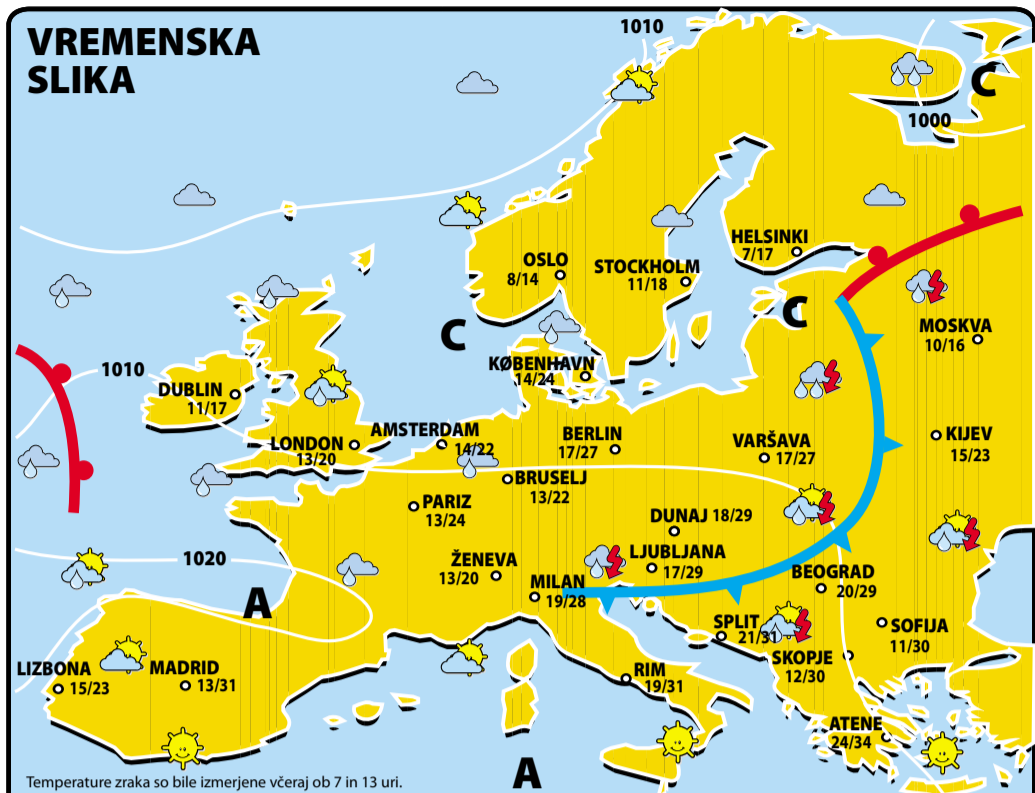 VREMENSKA
SLIKA
1010
C
1000
HELSINKI
7/17
OSLO
8/14
STOCKHOLM
11/18
C
C
MOSKVA
10/16
1010
KØBENHAVN
14/24
DUBLIN
11/17
AMSTERDAM
14/22
LONDON
13/20
BERLIN
17/27
VARŠAVA
17/27
KIJEV
15/23
BRUSELJ
13/22
PARIZ
13/24
DUNAJ 18/29
1020
ŽENEVA
13/20
LJUBLJANA
17/29
MILAN
19/28
BEOGRAD
20/29
A
SPLIT
21/31
SOFIJA
11/30
SKOPJE
12/30
LIZBONA
15/23
MADRID
13/31
RIM
19/31
ATENE
24/34
A
Temperature zraka so bile izmerjene včeraj ob 7 in 13 uri.